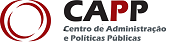 CAPP
Centro de Administração
e Políticas Públicas